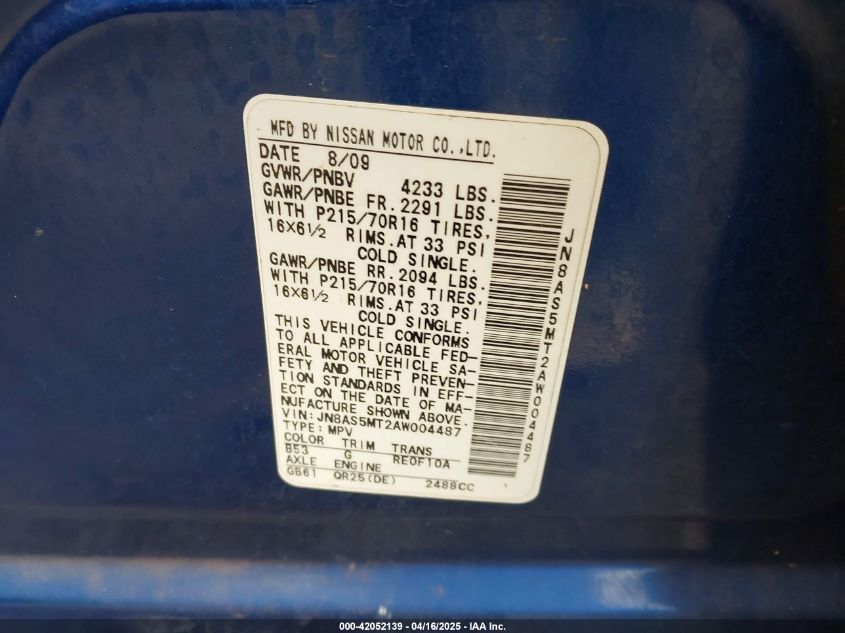 MFD BY NISSAN MOTOR CO.,LTD.
DATE 8/09
GVWR/PNBV 4233 LBS.
GAWR/PNBE FR. 2291 LBS.
WITH P215/70R16 TIRES,
16X6½ RIMS. AT 33 PSI
COLD SINGLE.
GAWR/PNBE RR. 2094 LBS.
WITH P215/70R16 TIRES,
16X6½ RIMS. AT 33 PSI
COLD SINGLE.
THIS VEHICLE CONFORMS
TO ALL APPLICABLE FED-
ERAL MOTOR VEHICLE SA-
FETY AND THEFT PREVEN-
TION STANDARDS IN EFF-
ECT ON THE DATE OF MA-
NUFACTURE SHOWN ABOVE.
VIN: JN8AS5MT2AW004487
TYPE: MPV
COLOR TRIM TRANS
B53 G RE0F10A
AXLE ENGINE
GB61 QR25(DE) 2488CC
JN8AS5MT2AW004487
000-42052139 - 04/16/2025 - IAA Inc.